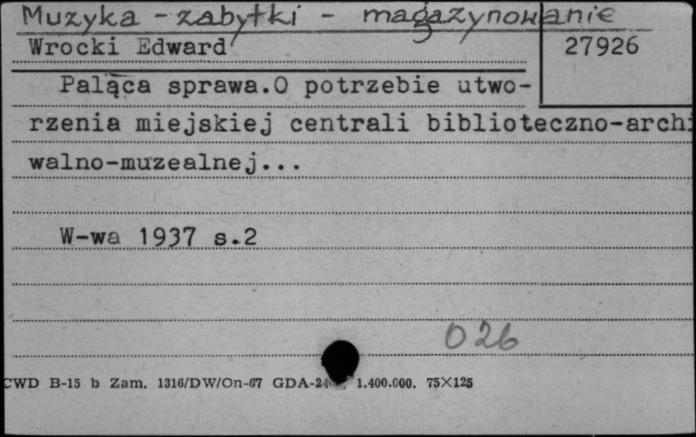 Muzyka - zabytki - magazynowanie
Wrocki Edward
27926
Paląca sprawa.O potrzebie utwo-
rzenia miejskiej centrali biblioteczno-archi
walno-muzealnej...
W-wa 1937 s.2
026
CWD B-15 b Zam. 1316/DW/On-67 GDA-24 1.400.000. 75×125